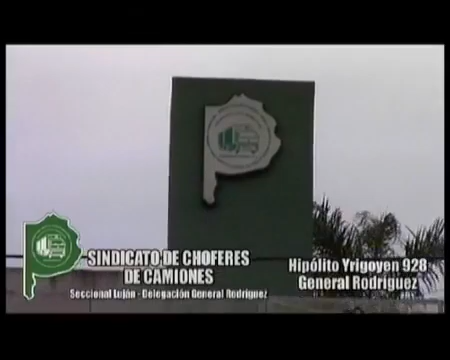 SINDICATO DE CHOFERES
DE CAMIONES
Seccional Luján - Delegación General Rodríguez
Hipólito Yrigoyen 928
General Rodríguez